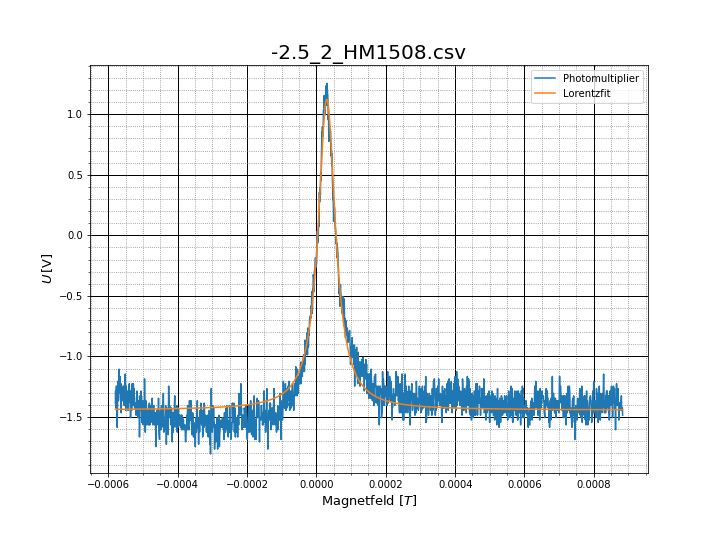 -2.5_2_HM1508.csv
Photomultiplier
Lorentzfit
1.0
0.5
0.0
−0.5
−1.0
−1.5
U[V]
−0.0006 −0.0004 −0.0002 0.0000 0.0002 0.0004 0.0006 0.0008
Magnetfeld [T]